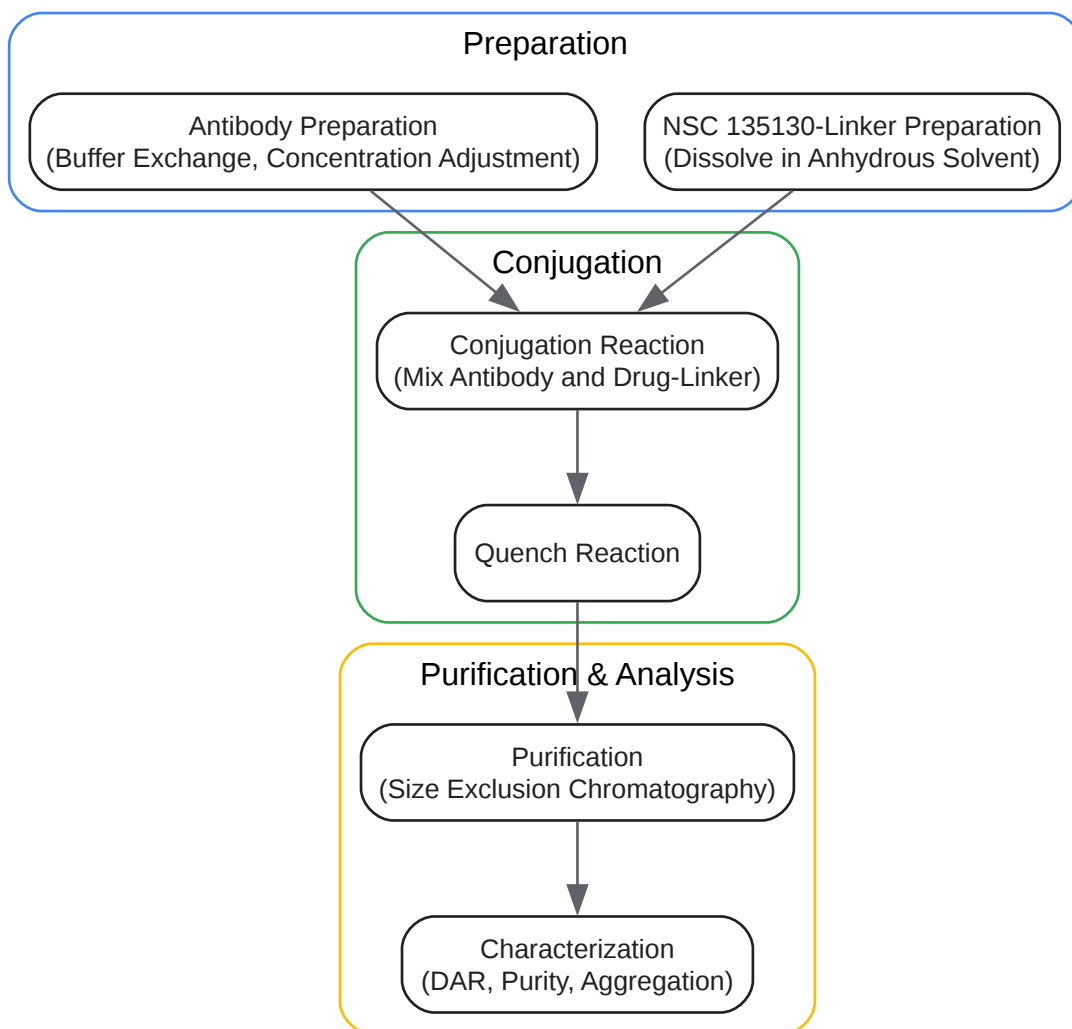 Preparation
Antibody Preparation
(Buffer Exchange, Concentration Adjustment)
NSC 135130-Linker Preparation
(Dissolve in Anhydrous Solvent)
Conjugation
Conjugation Reaction
(Mix Antibody and Drug-Linker)
Quench Reaction
Purification & Analysis
Purification
(Size Exclusion Chromatography)
Characterization
(DAR, Purity, Aggregation)